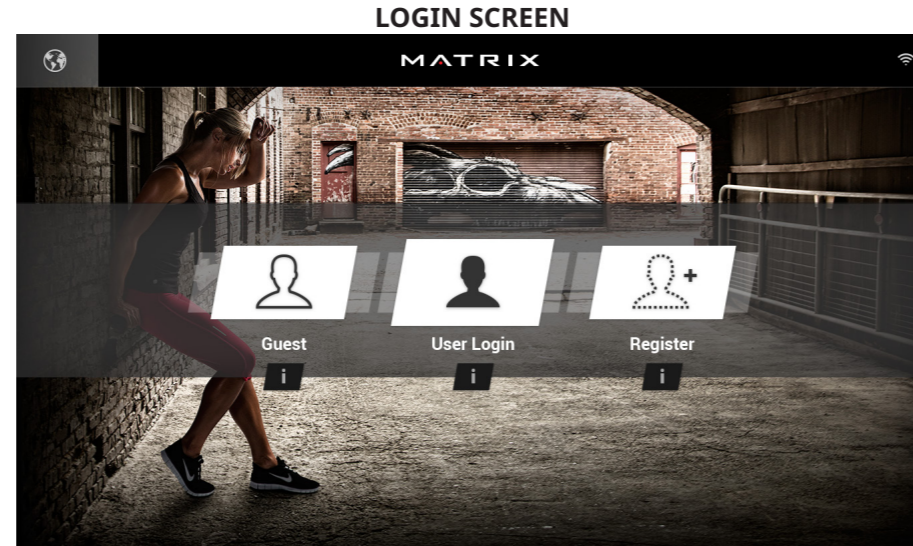 LOGIN SCREEN
MATRIX
Guest
User Login
Register
i
i
i